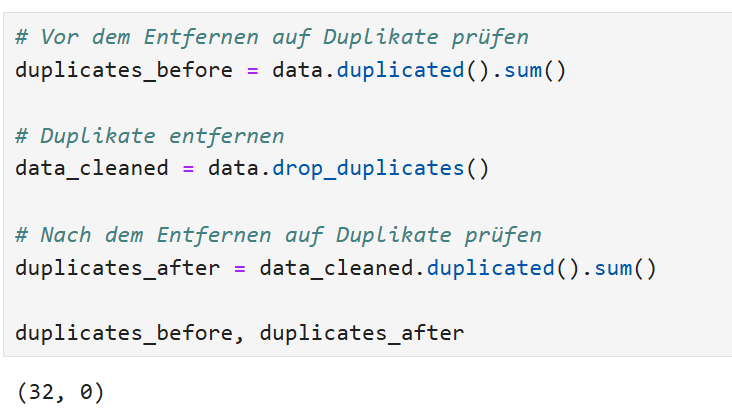 # Vor dem Entfernen auf Duplikate prüfen
duplicates_before = data.duplicated().sum()
# Duplikate entfernen
data_cleaned = data.drop_duplicates()
# Nach dem Entfernen auf Duplikate prüfen
duplicates_after = data_cleaned.duplicated().sum()
duplicates_before, duplicates_after
(32, 0)